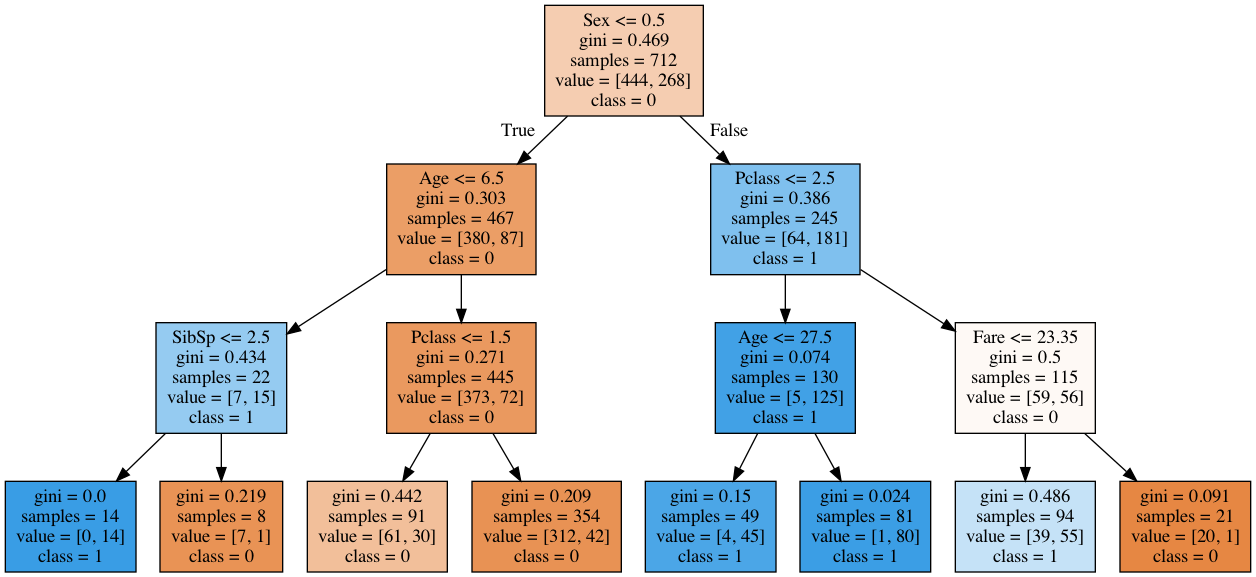 Sex <= 0.5
gini = 0.469
samples = 712
value = [444, 268]
class = 0
True
False
Age <= 6.5
gini = 0.303
samples = 467
value = [380, 87]
class = 0
Pclass <= 2.5
gini = 0.386
samples = 245
value = [64, 181]
class = 1
SibSp <= 2.5
gini = 0.434
samples = 22
value = [7, 15]
class = 1
Pclass <= 1.5
gini = 0.271
samples = 445
value = [373, 72]
class = 0
Age <= 27.5
gini = 0.074
samples = 130
value = [5, 125]
class = 1
Fare <= 23.35
gini = 0.5
samples = 115
value = [59, 56]
class = 0
gini = 0.0
samples = 14
value = [0, 14]
class = 1
gini = 0.219
samples = 8
value = [7, 1]
class = 0
gini = 0.442
samples = 91
value = [61, 30]
class = 0
gini = 0.209
samples = 354
value = [312, 42]
class = 0
gini = 0.15
samples = 49
value = [4, 45]
class = 1
gini = 0.024
samples = 81
value = [1, 80]
class = 1
gini = 0.486
samples = 94
value = [39, 55]
class = 1
gini = 0.091
samples = 21
value = [20, 1]
class = 0